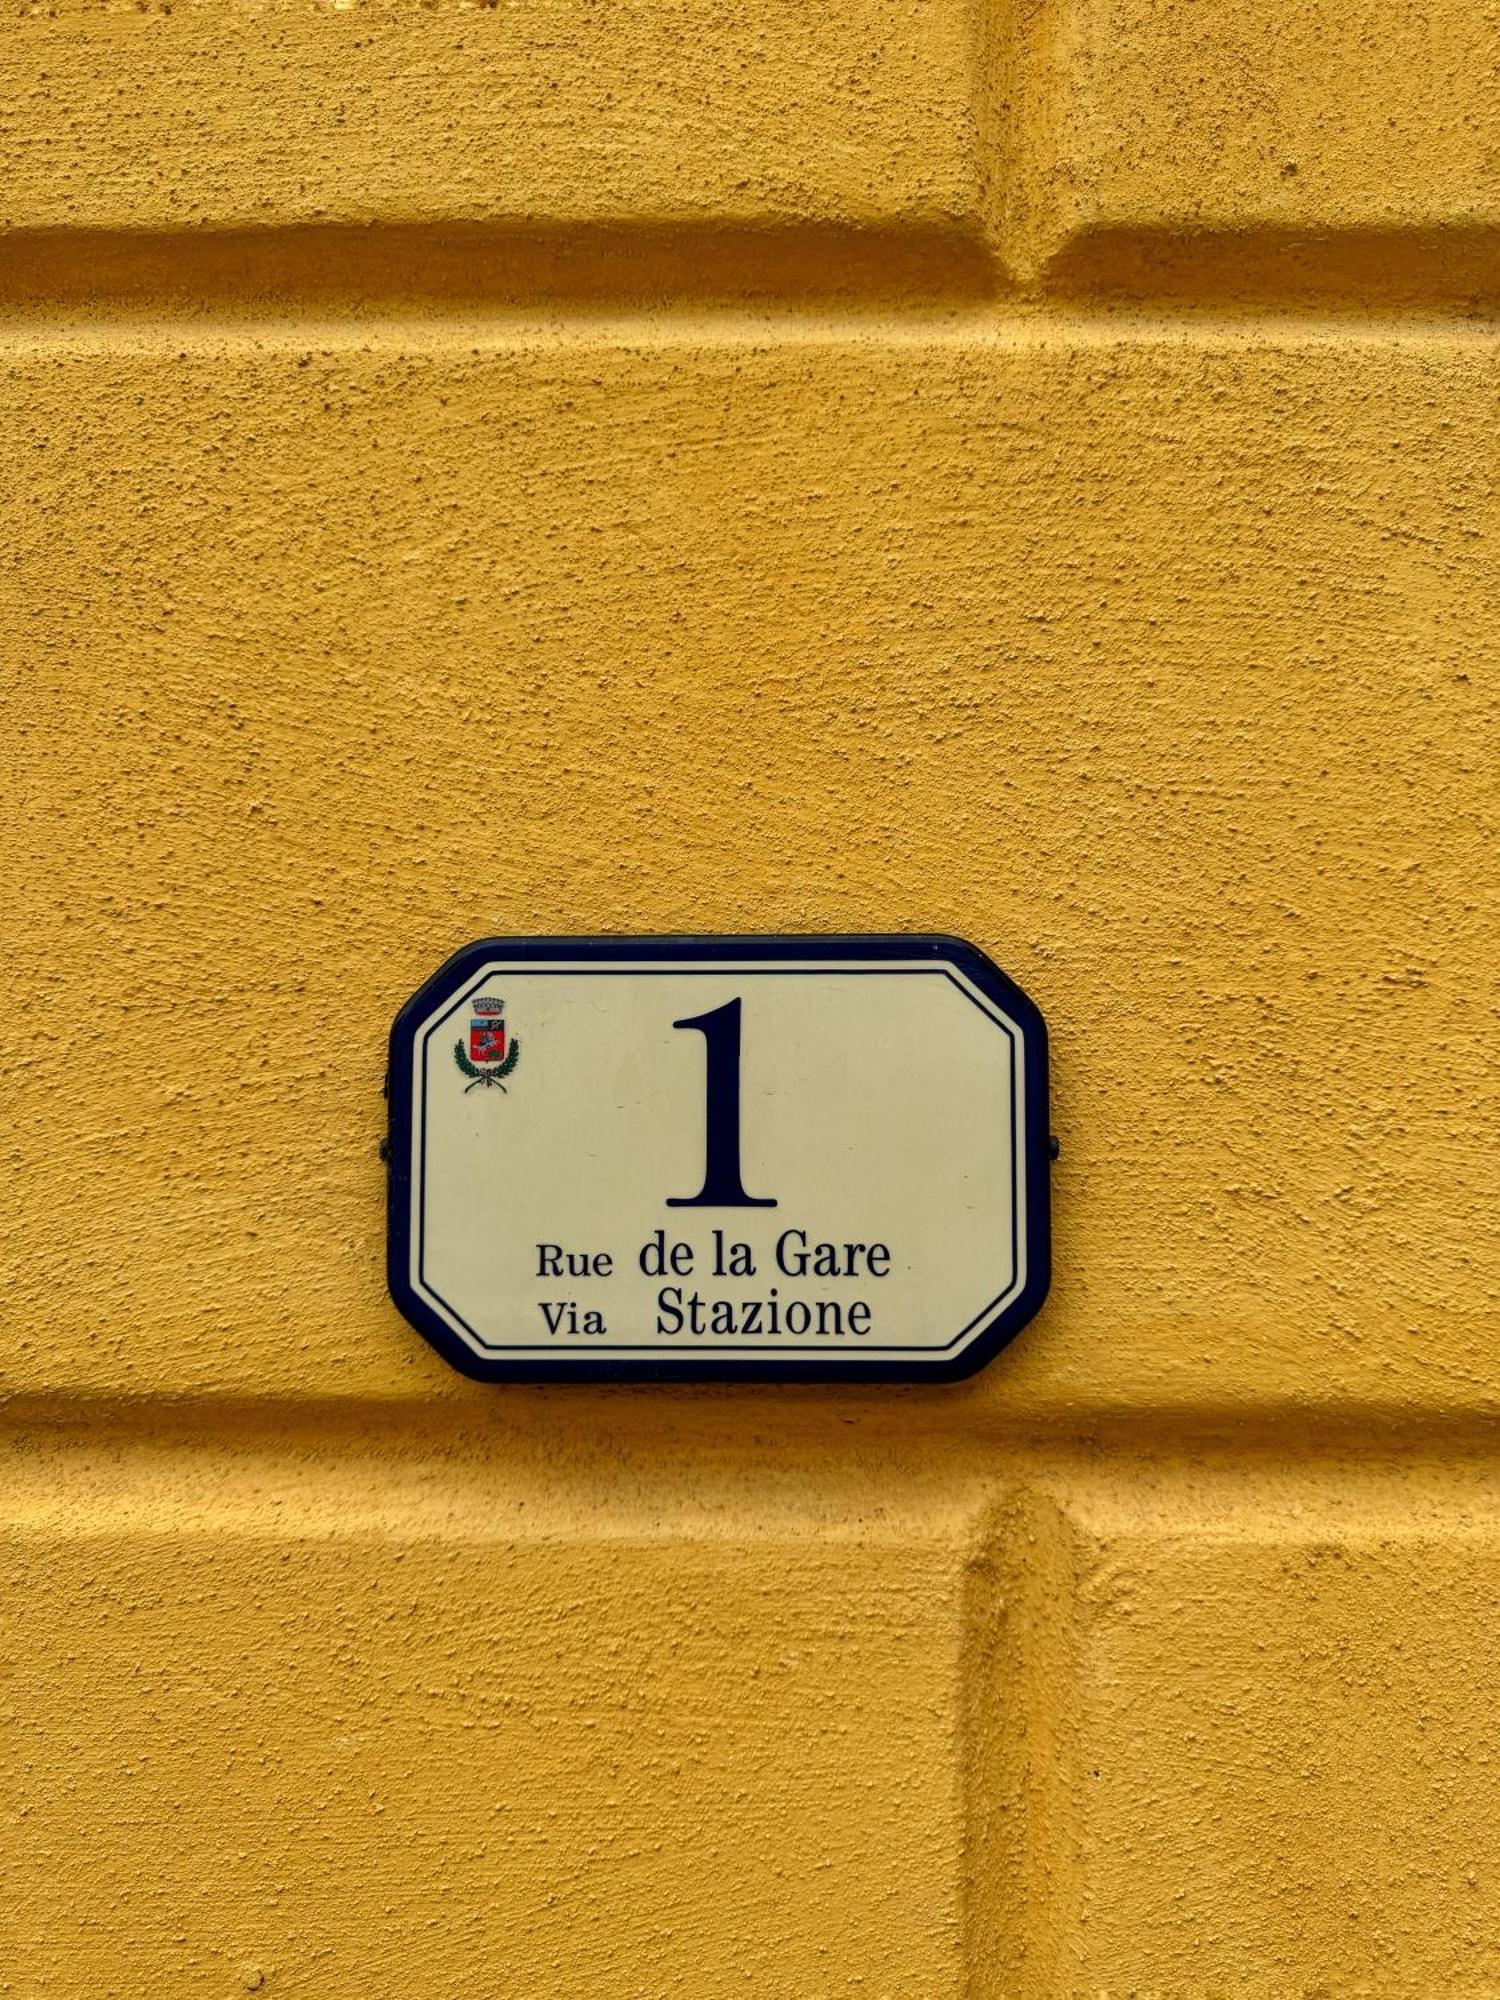 1
Rue de la Gare
Via Stazione